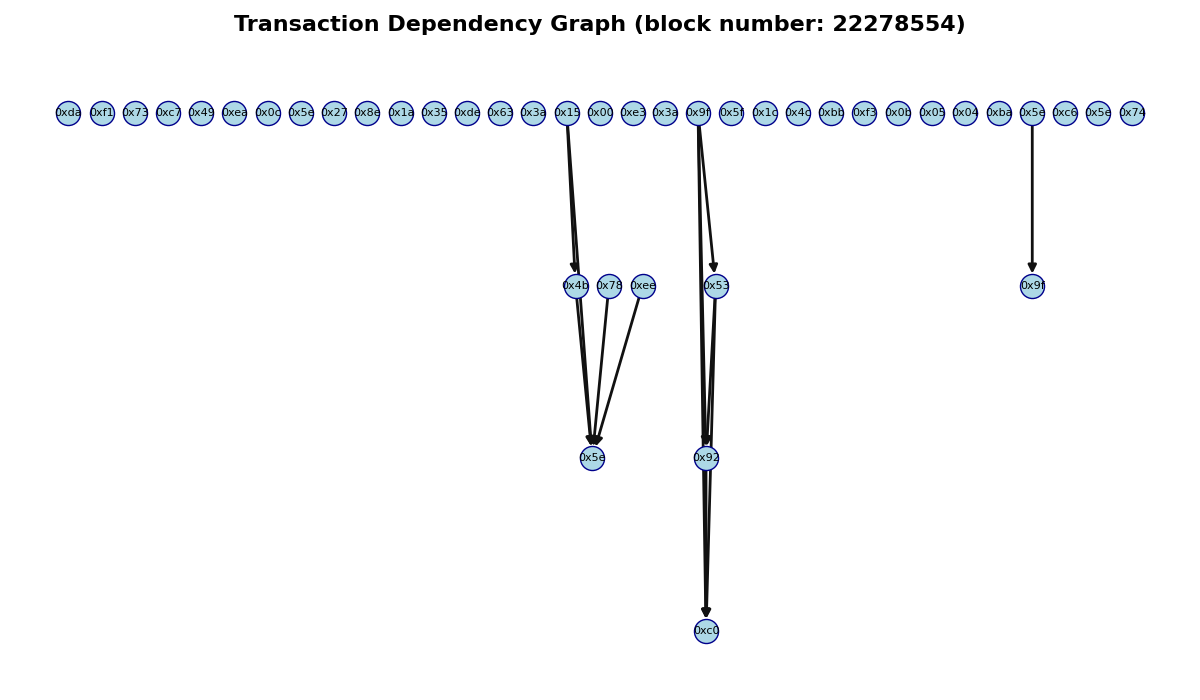 Transaction Dependency Graph (block number: 22278554)
0xda 0xf1 0x73 0xc7 0x49 0xea 0x0c 0x5e 0x27 0x8e 0x1a 0x35 0xde 0x63 0x3a 0x15 0x00 0xe3 0x3a 0x9f 0x5f 0x1c 0x4c 0xbb 0xf3 0x0b 0x05 0x04 0xba 0x5e 0xc6 0x5e 0x74
0x4b 0x78 0xee 0x53 0x9f
0x5e 0x92
0xc0